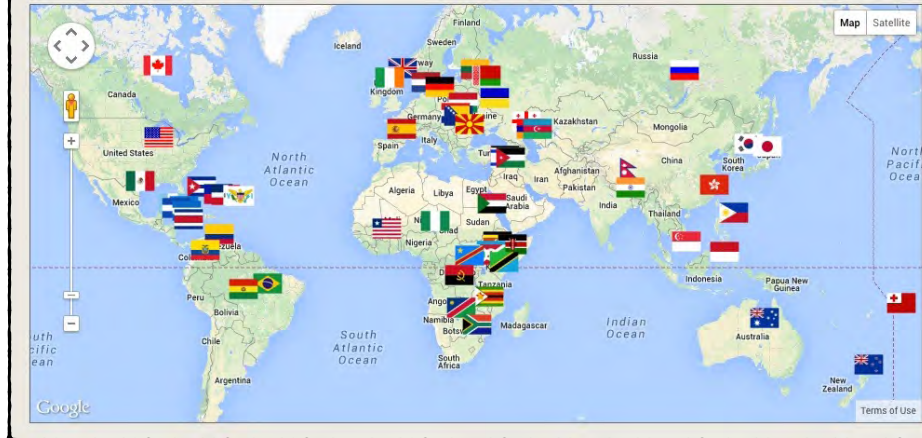 Map
Satellite
Finland
Iceland
Sweden
Russia
Canada
Kingdom
Germany
Kazakhstan
Mongolia
Spain
Italy
United States
North
Atlantic
Ocean
China
South
Korea
Iraq
Iran
Afghanistan
Pakistan
Algeria
Libya
Egypt
Saudi
Arabia
Mexico
India
Thailand
Sudan
Nigeria
Indonesia
Papua New
Guinea
Tanzania
Peru
Bolivia
Namibia
Madagascar
Indian
Ocean
Australia
Chile
South
Atlantic
Ocean
South
Africa
Argentina
New
Zealand
Google
Terms of Use